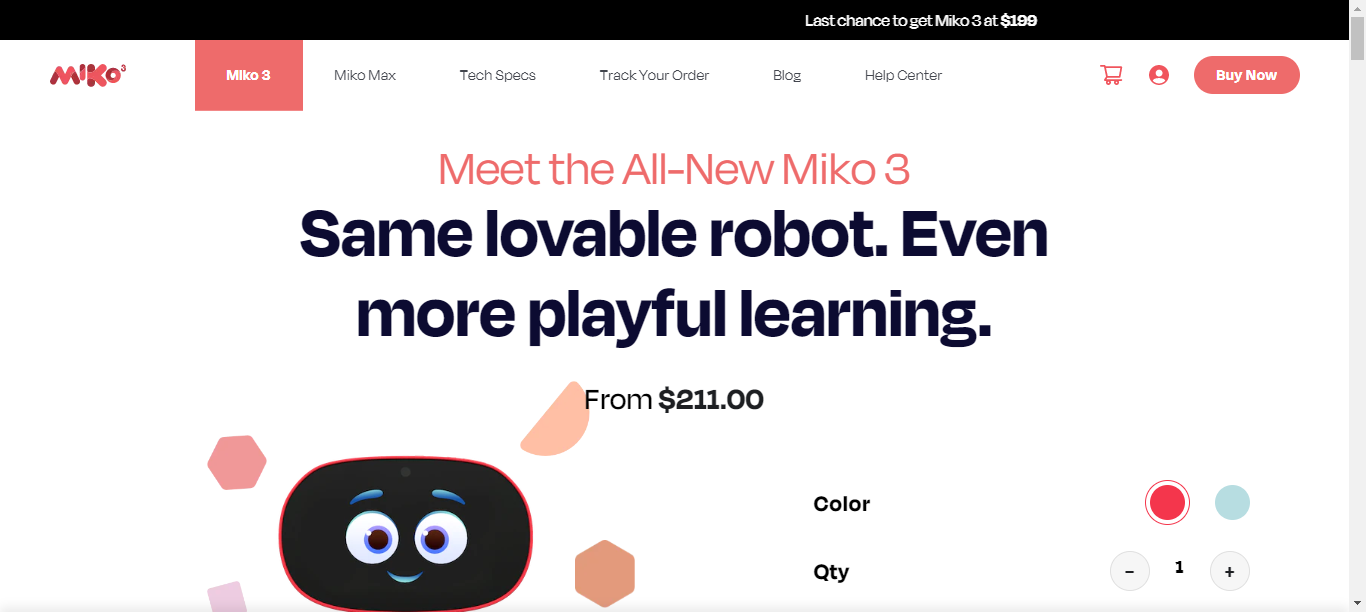 Last chance to get Miko 3 at $199
MIKO 3
Miko 3
Miko Max
Tech Specs
Track Your Order
Blog
Help Center
Buy Now
Meet the All-New Miko 3
Same lovable robot. Even
more playful learning.
From $211.00
Color
Qty
- 1 +